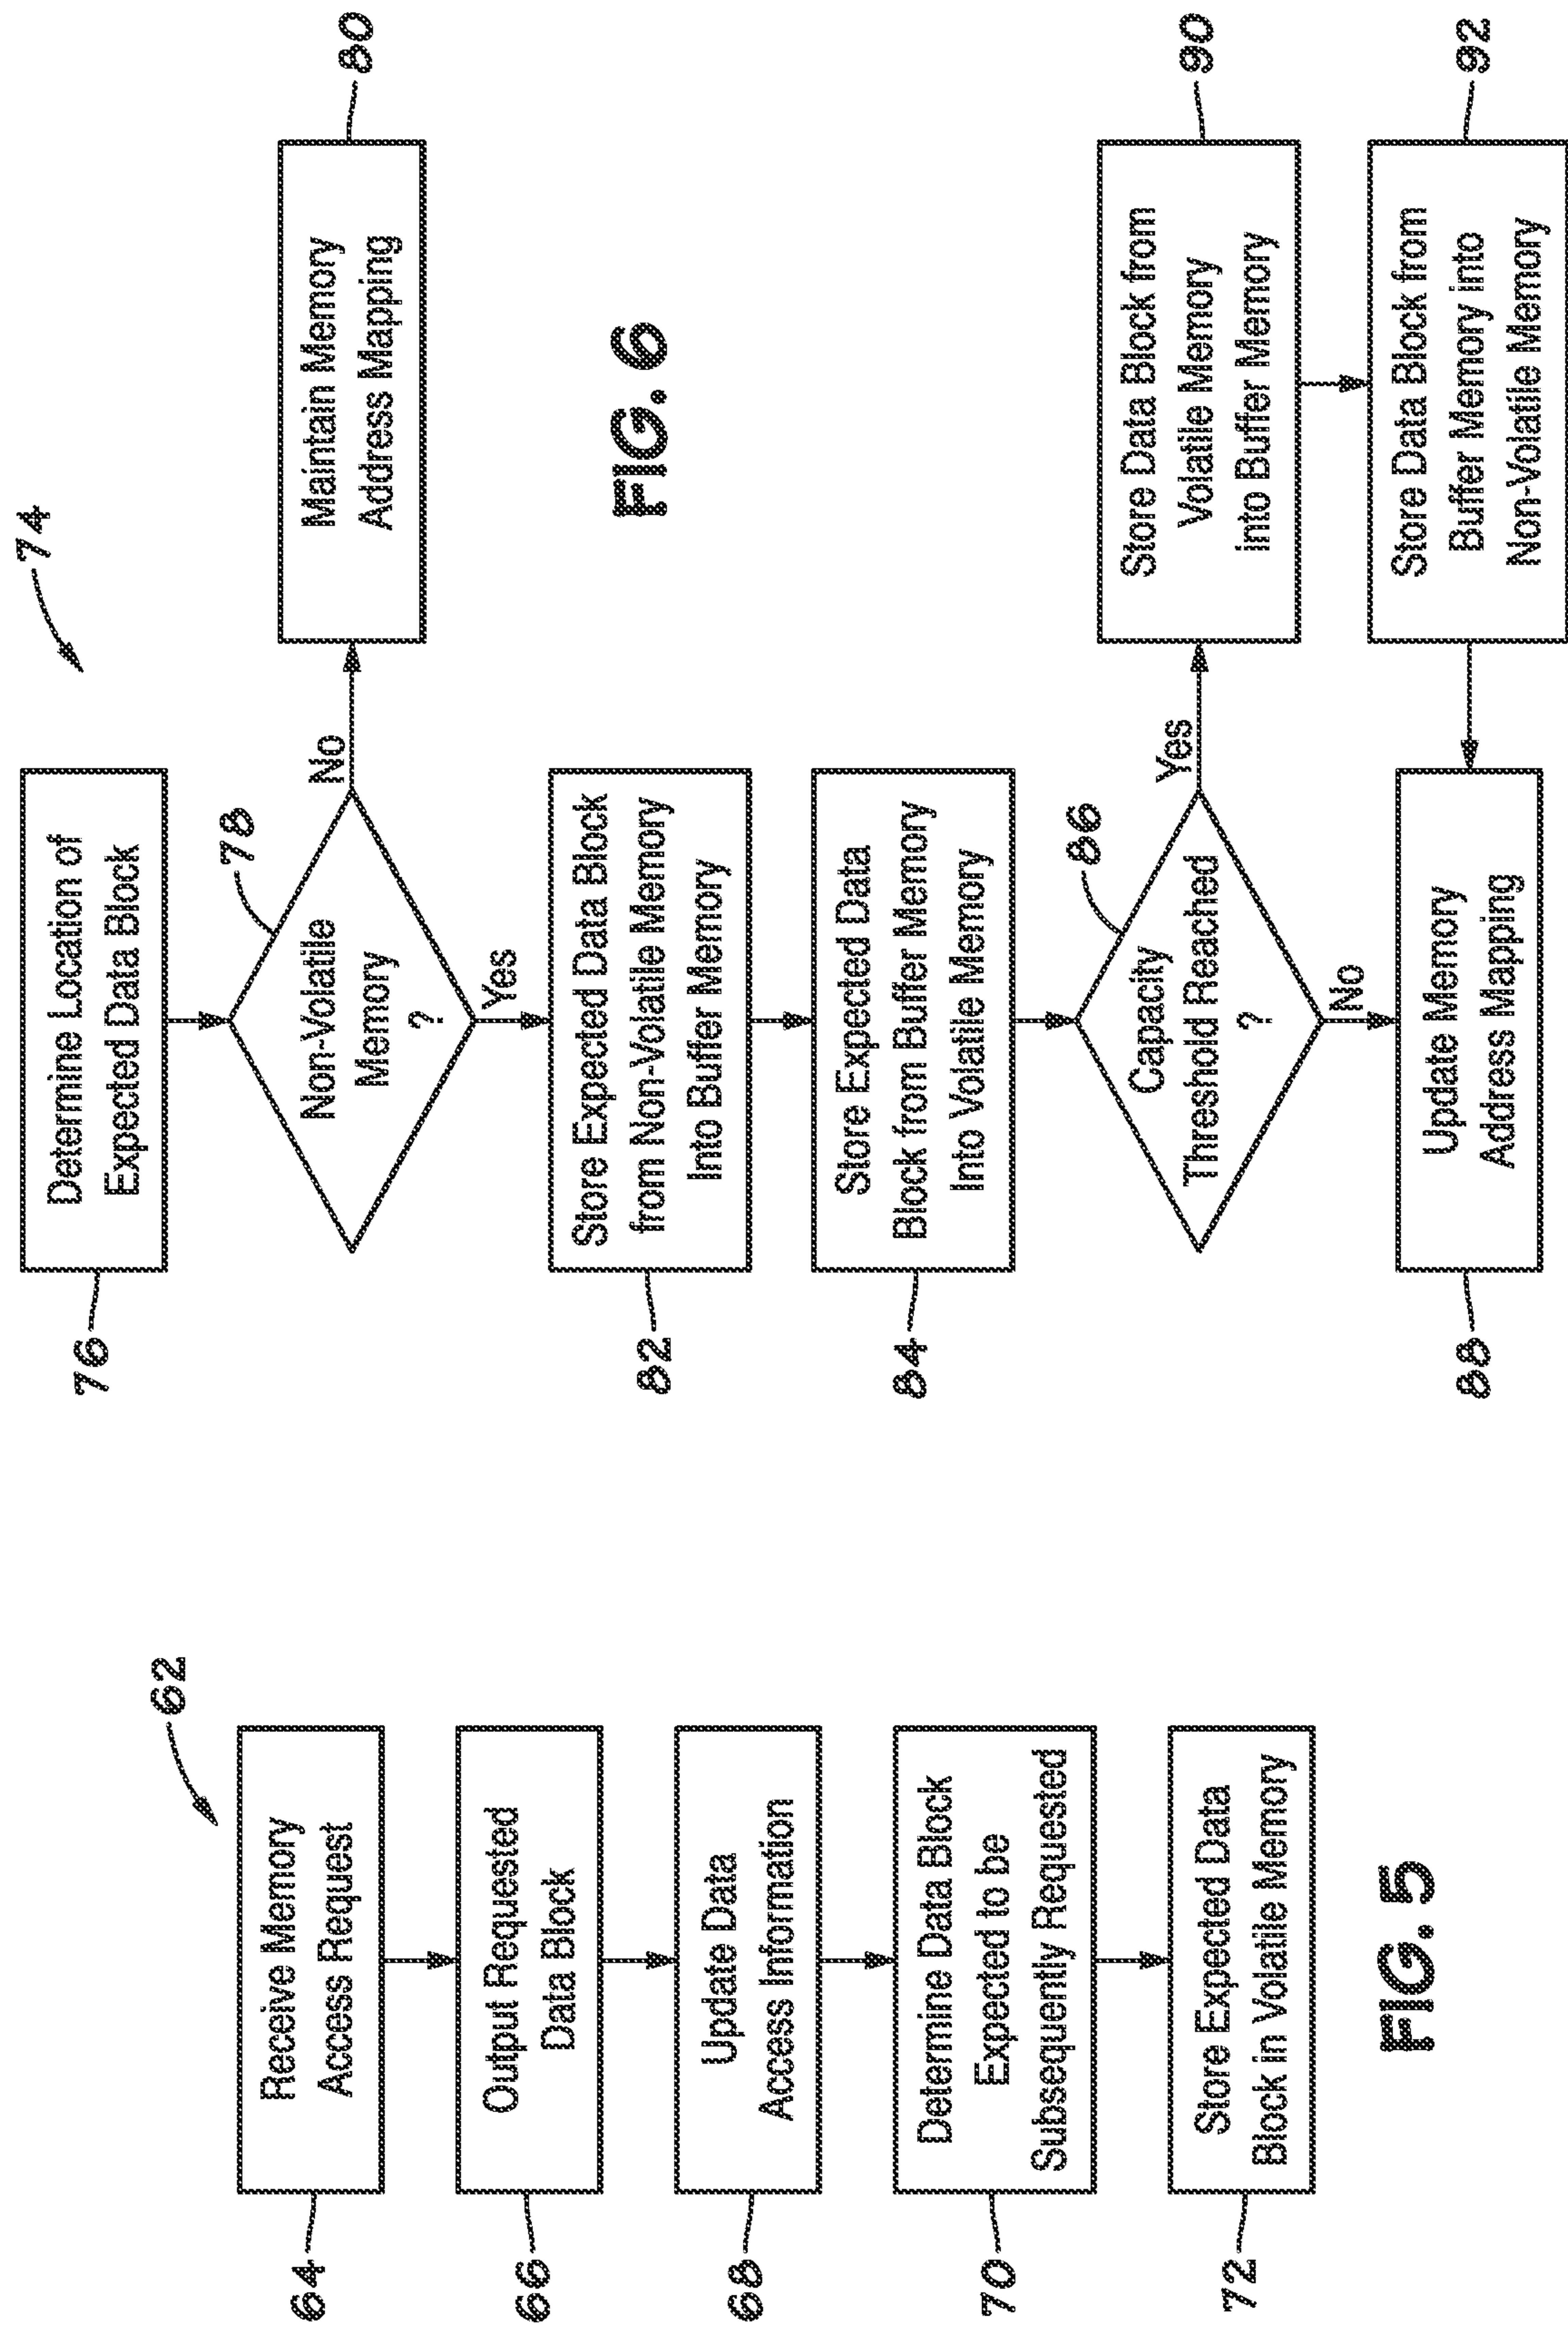 62
64
Receive Memory
Access Request
66
Output Requested
Data Block
68
Update Data
Access Information
70
Determine Data Block
Expected to be
Subsequently Requested
72
Store Expected Data
Block in Volatile Memory
FIG. 5
74
76
Determine Location of
Expected Data Block
78
Non-Volatile
Memory
?
No
Maintain Memory
Address Mapping
80
Yes
82
Store Expected Data Block
from Non-Volatile Memory
Into Buffer Memory
84
Store Expected Data
Block from Buffer Memory
Into Volatile Memory
86
Capacity
Threshold Reached
?
Yes
Store Data Block from
Volatile Memory
into Buffer Memory
90
No
88
Update Memory
Address Mapping
Store Data Block from
Buffer Memory into
Non-Volatile Memory
92
FIG. 6